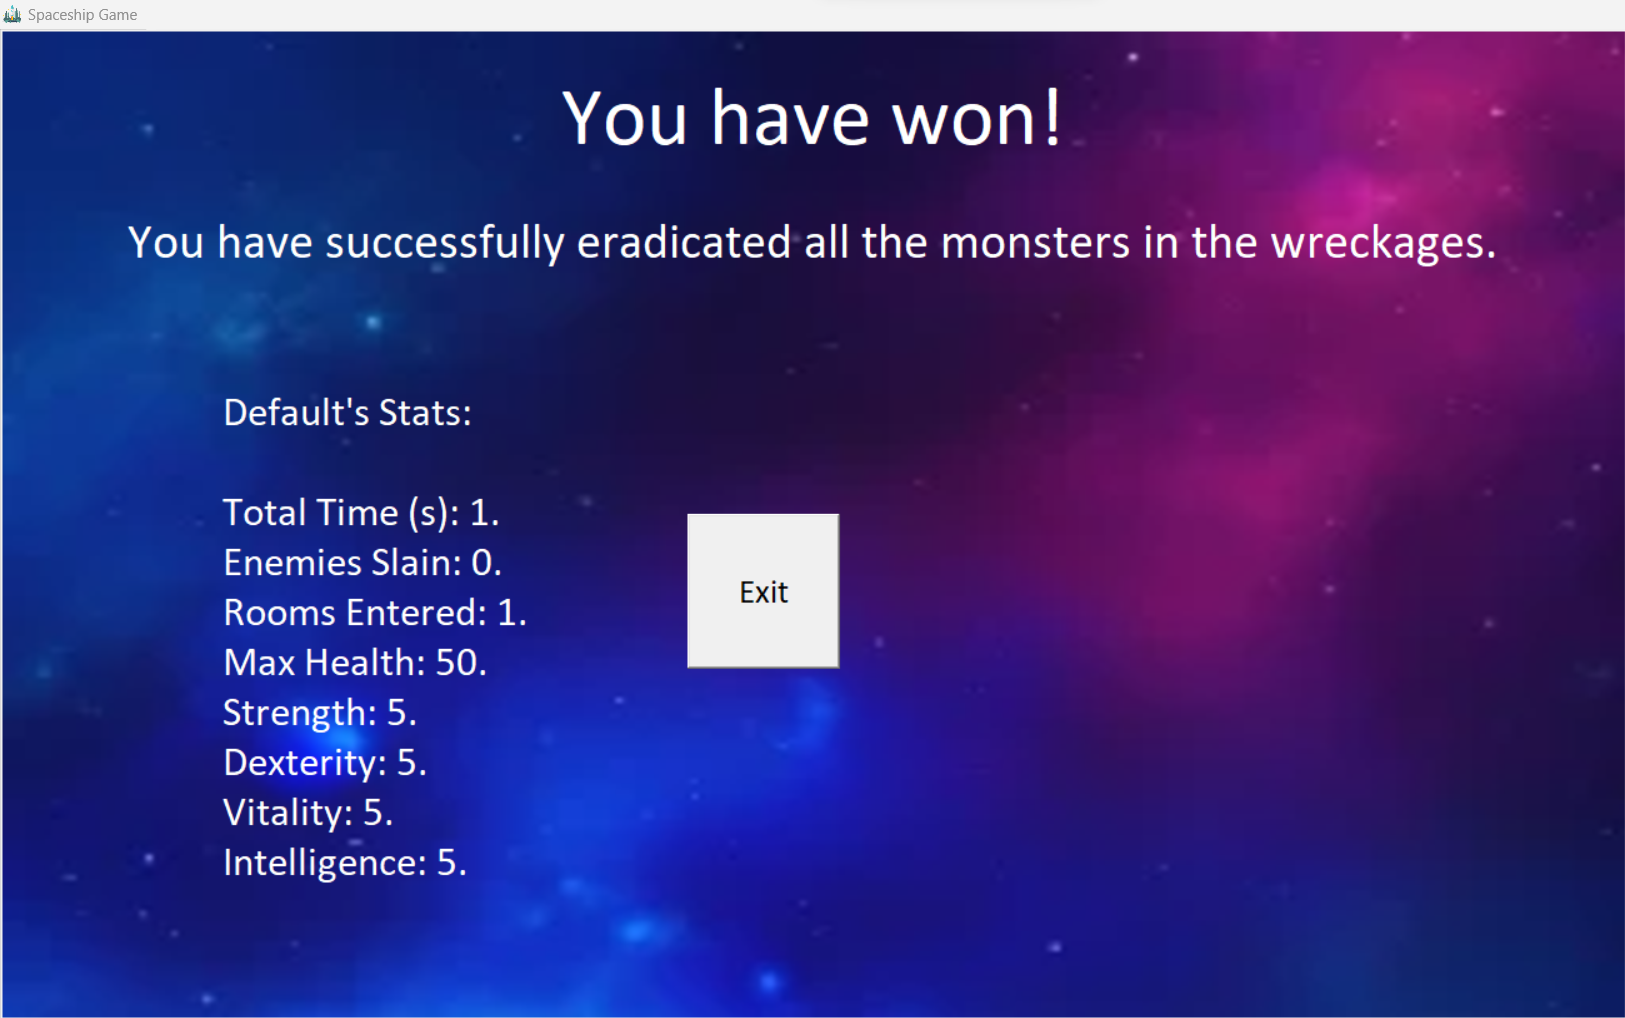 Spaceship Game
You have won!
You have successfully eradicated all the monsters in the wreckages.
Default's Stats:
Total Time (s): 1.
Enemies Slain: 0.
Rooms Entered: 1.
Max Health: 50.
Strength: 5.
Dexterity: 5.
Vitality: 5.
Intelligence: 5.
Exit